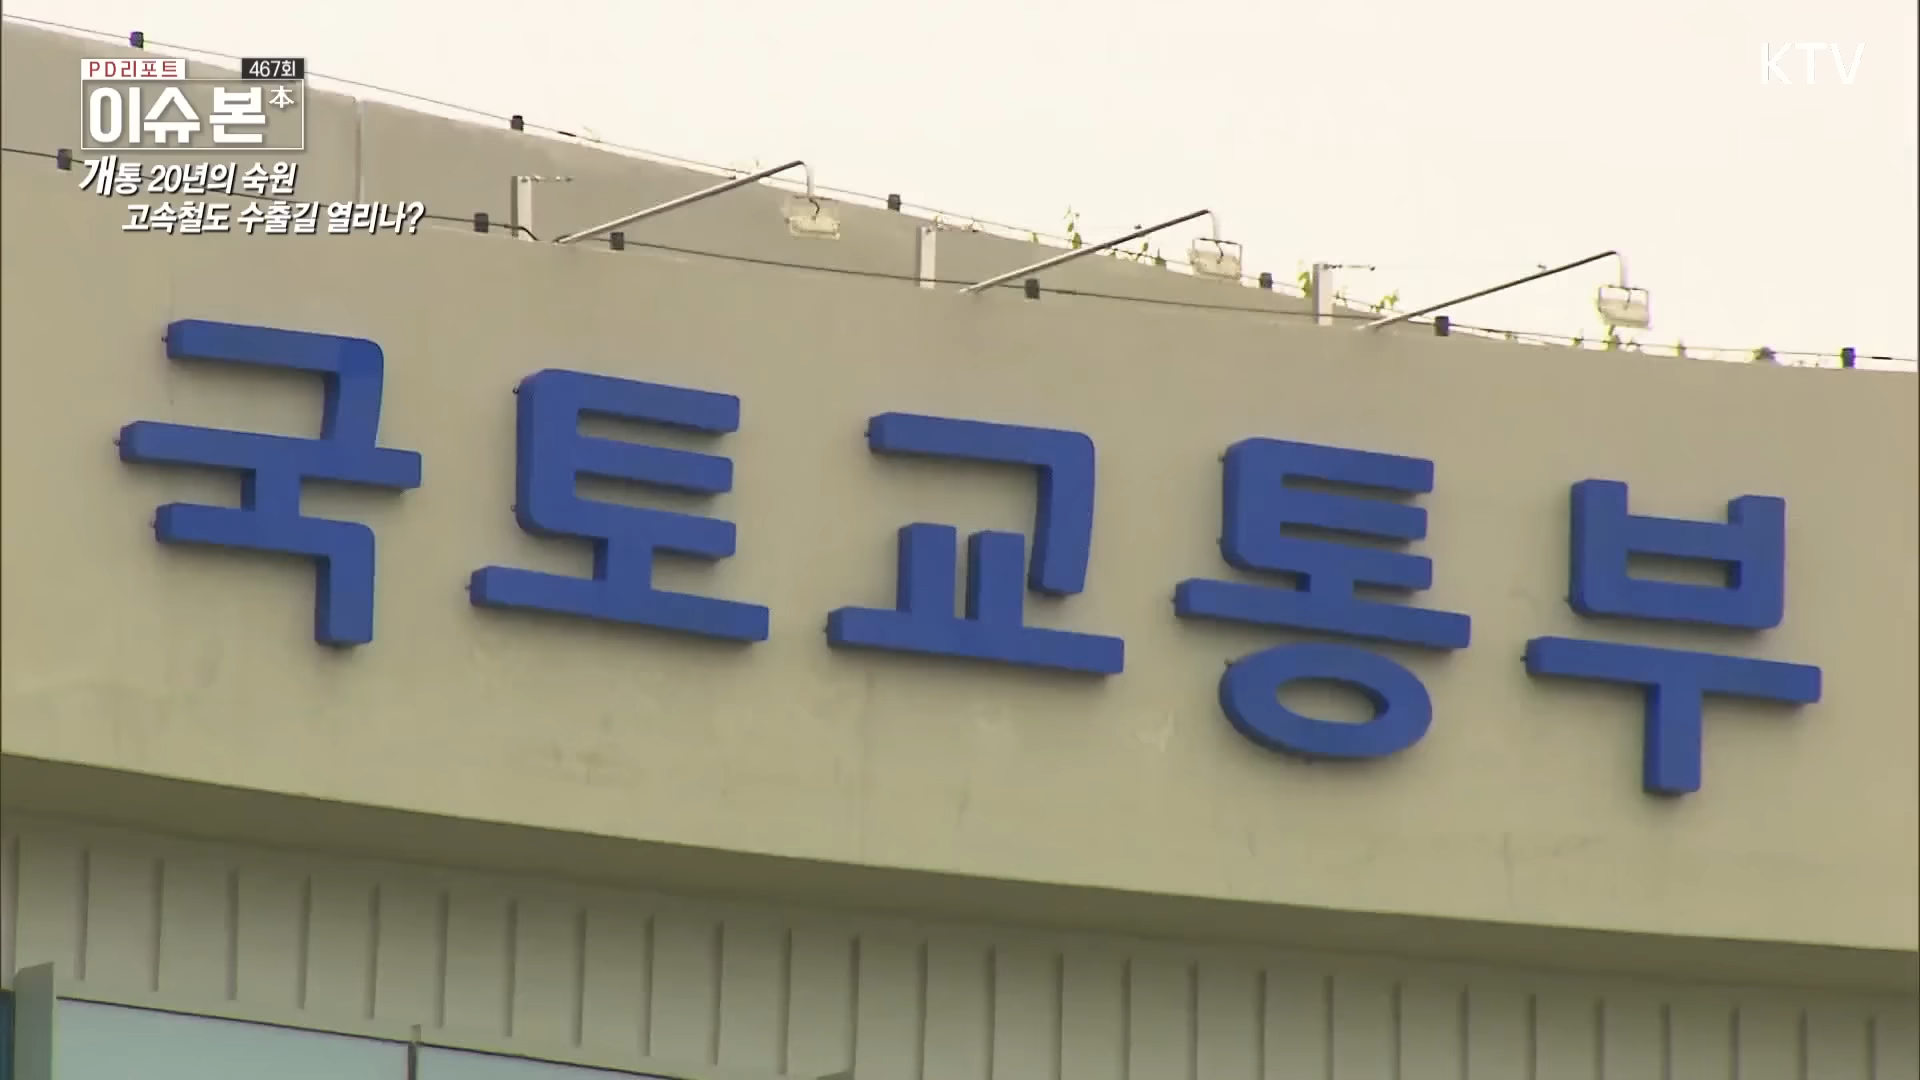 PD리포트 467회
이슈 본本
개통 20년의 숙원
고속철도 수출길 열리나?
KTV
국토교통부